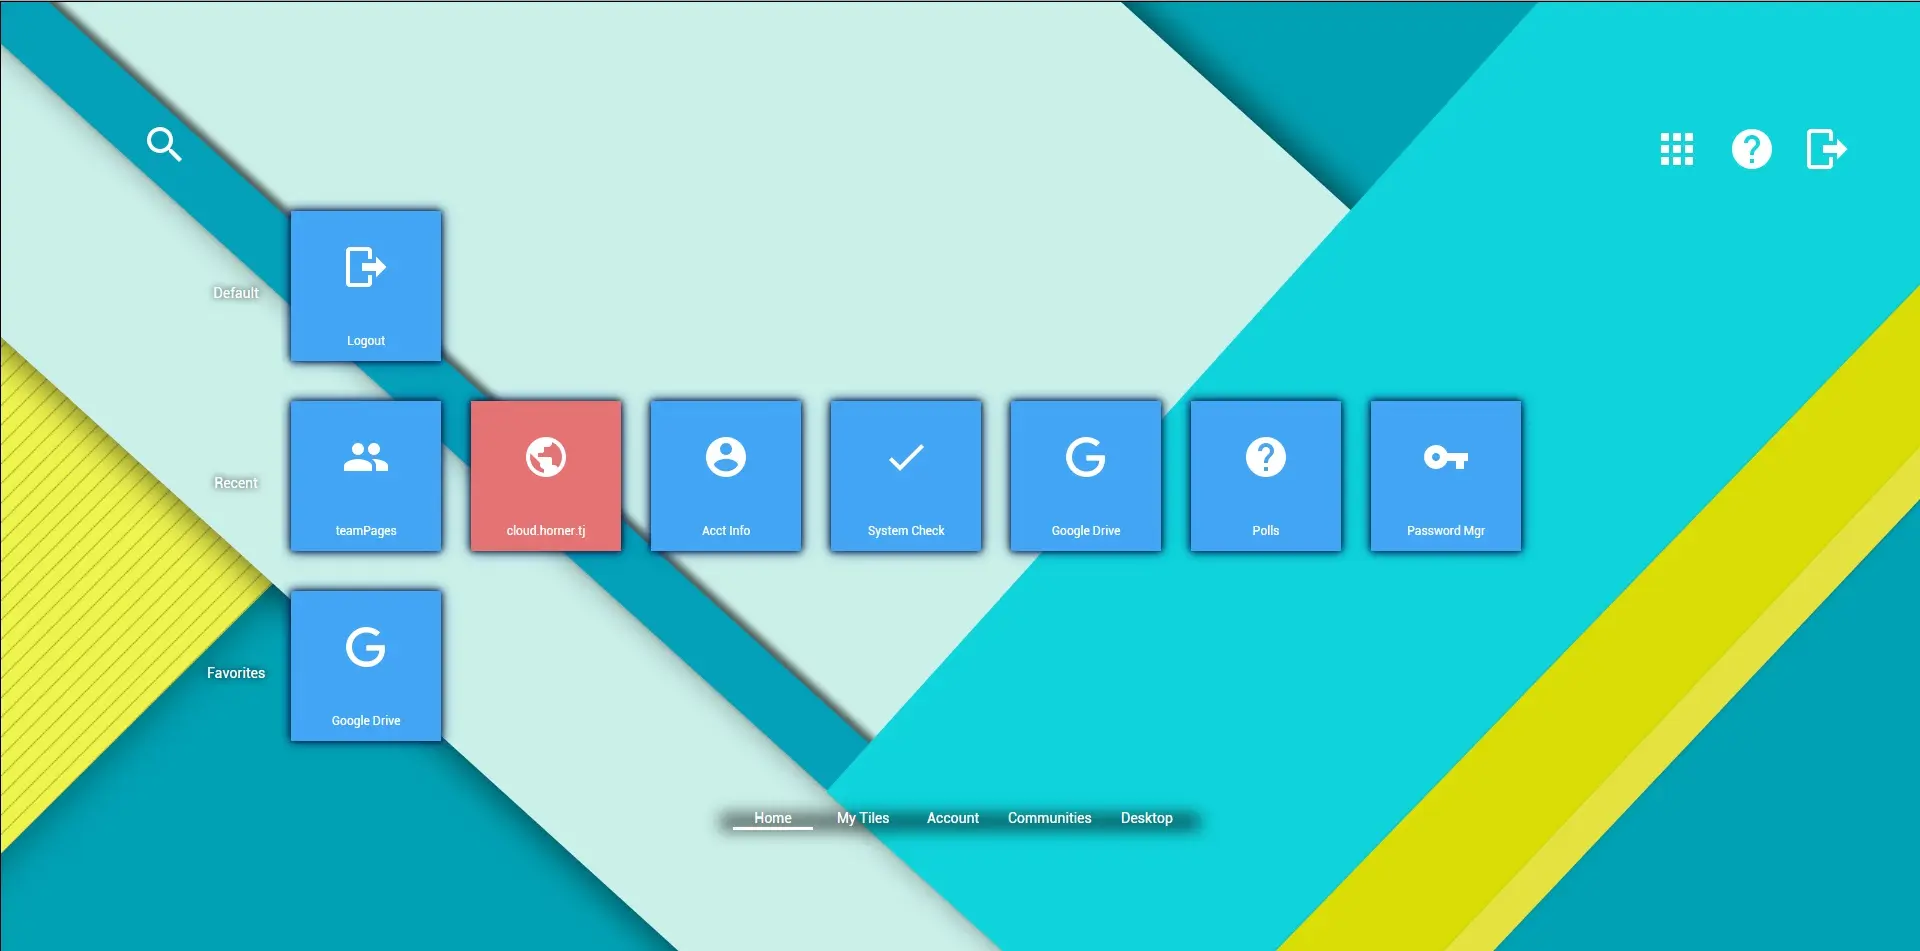 Default
Logout
Recent
teamPages
cloud.horner.tj
Acct Info
System Check
Google Drive
Polls
Password Mgr
Favorites
Google Drive
Home
My Tiles
Account
Communities
Desktop